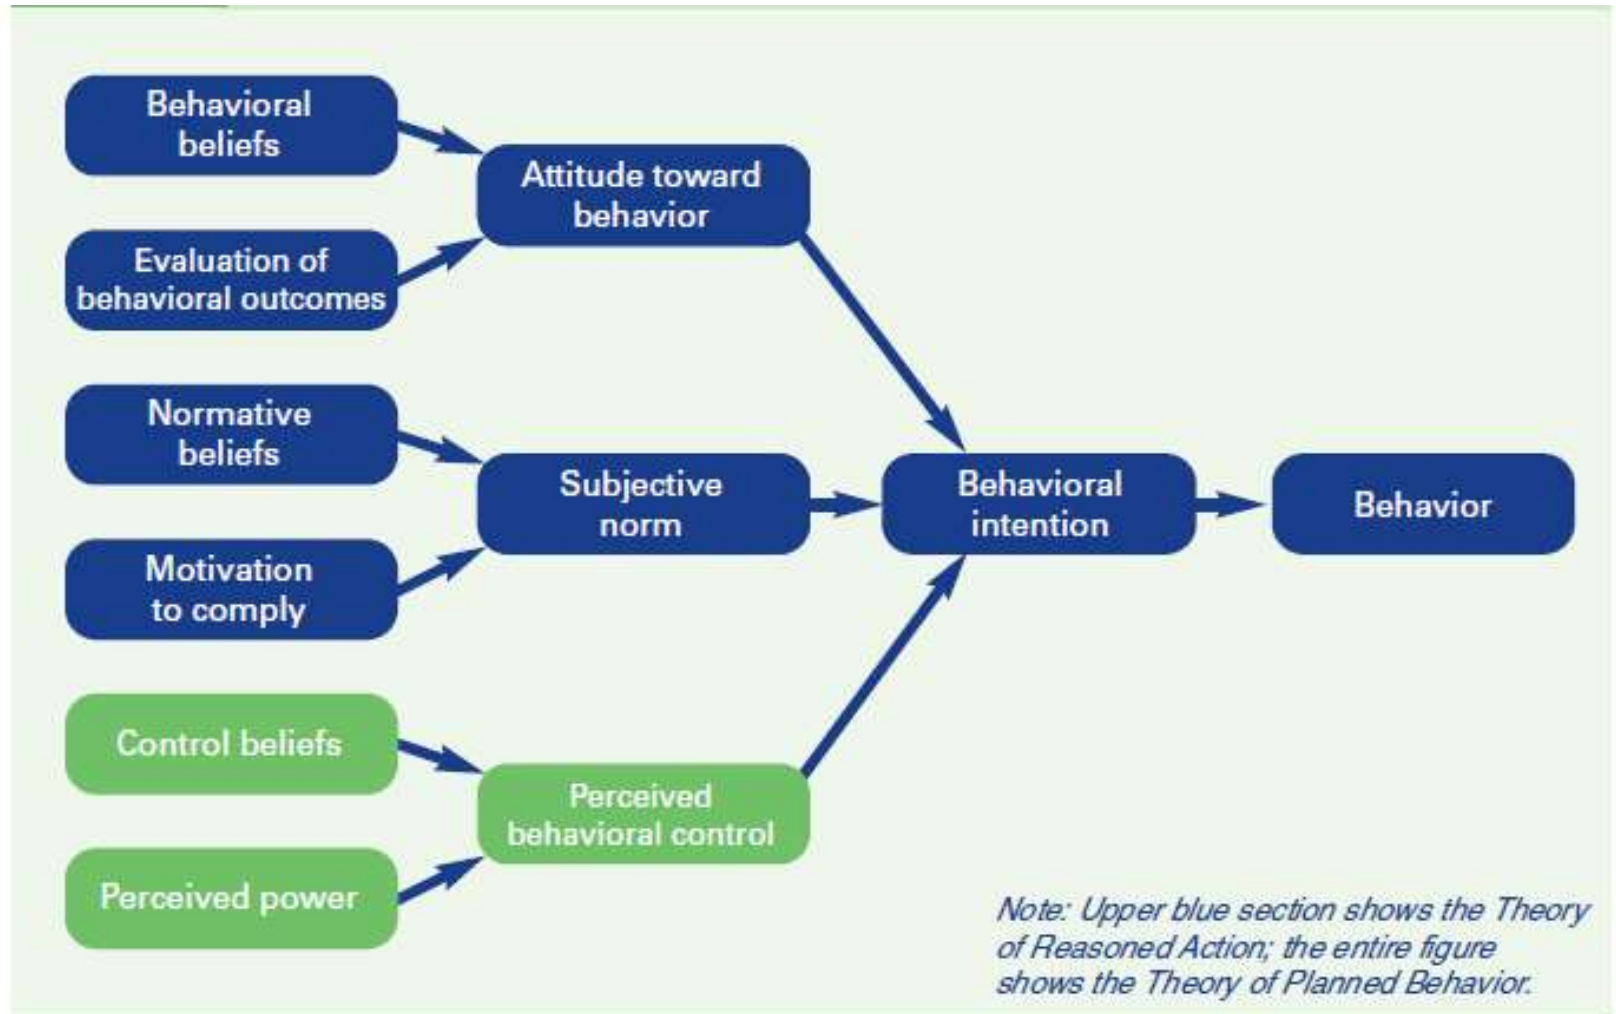 Behavioral
beliefs
Evaluation of
behavioral outcomes
Attitude toward
behavior
Normative
beliefs
Motivation
to comply
Subjective
norm
Behavioral
intention
Behavior
Control beliefs
Perceived power
Perceived
behavioral control
Note: Upper blue section shows the Theory
of Reasoned Action; the entire figure
shows the Theory of Planned Behavior.